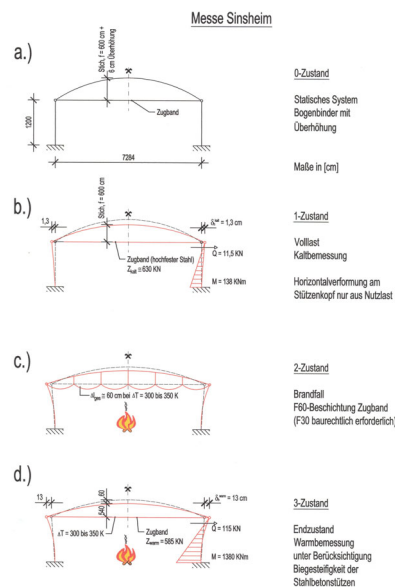 Messe Sinsheim
a.)
Stich, f = 600 cm +
6 cm Überhöhung
Zugband
1200
7284
0-Zustand
Statisches System
Bogenbinder mit
Überhöhung
Maße in [cm]
b.)
1,3
Stich, f = 600 cm
= 1,3 cm
Q = 11,5 KN
Zugband (hochfester Stahl)
Zkalt = 630 KN
M = 138 KNm
1-Zustand
Volllast
Kaltbemessung
Horizontalverformung am
Stützenkopf nur aus Nutzlast
c.)
= 60 cm bei ΔT = 300 bis 350 K
2-Zustand
Brandfall
F60-Beschichtung Zugband
(F30 baurechtlich erforderlich)
d.)
13
540
60
= 13 cm
ΔT = 300 bis 350 K
Zugband
Zwarm = 585 KN
Q = 115 KN
M = 1380 KNm
3-Zustand
Endzustand
Warmbemessung
unter Berücksichtigung
Biegesteifigkeit der
Stahlbetonstützen